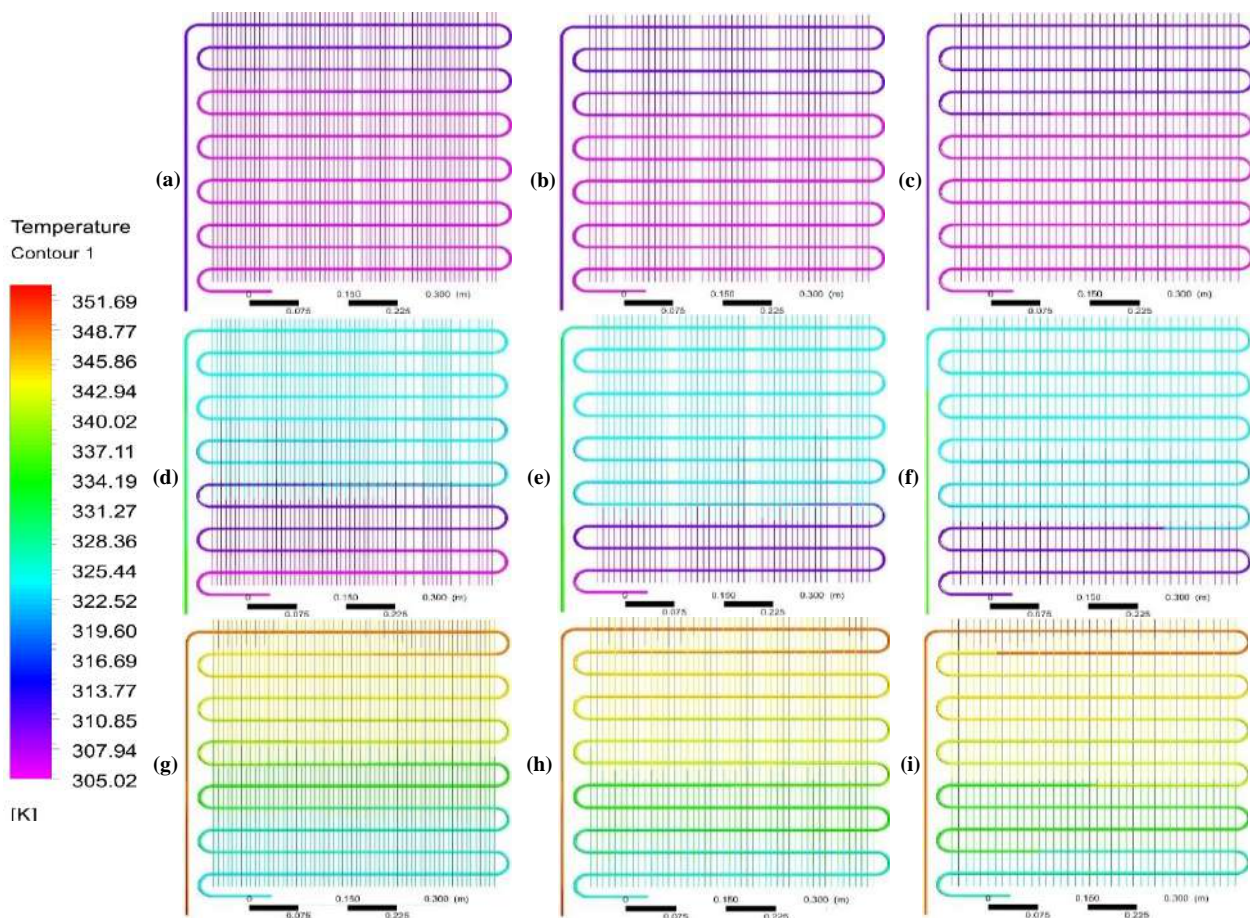 (a)
(b)
(c)
0 0.150 0.300 (m)
0.075 0.225
0 0.150 0.300 (m)
0.075 0.225
0 0.150 0.300 (m)
0.075 0.225
Temperature
Contour 1
351.69
348.77
345.86
342.94
340.02
337.11
334.19
331.27
328.36
325.44
322.52
319.60
316.69
313.77
310.85
307.94
305.02
[K]
(d)
(e)
(f)
0 0.150 0.300 (m)
0.075 0.225
0 0.150 0.300 (m)
0.075 0.225
0 0.150 0.300 (m)
0.075 0.225
(g)
(h)
(i)
0 0.150 0.300 (m)
0.075 0.225
0 0.150 0.300 (m)
0.075 0.225
0 0.150 0.300 (m)
0.075 0.225